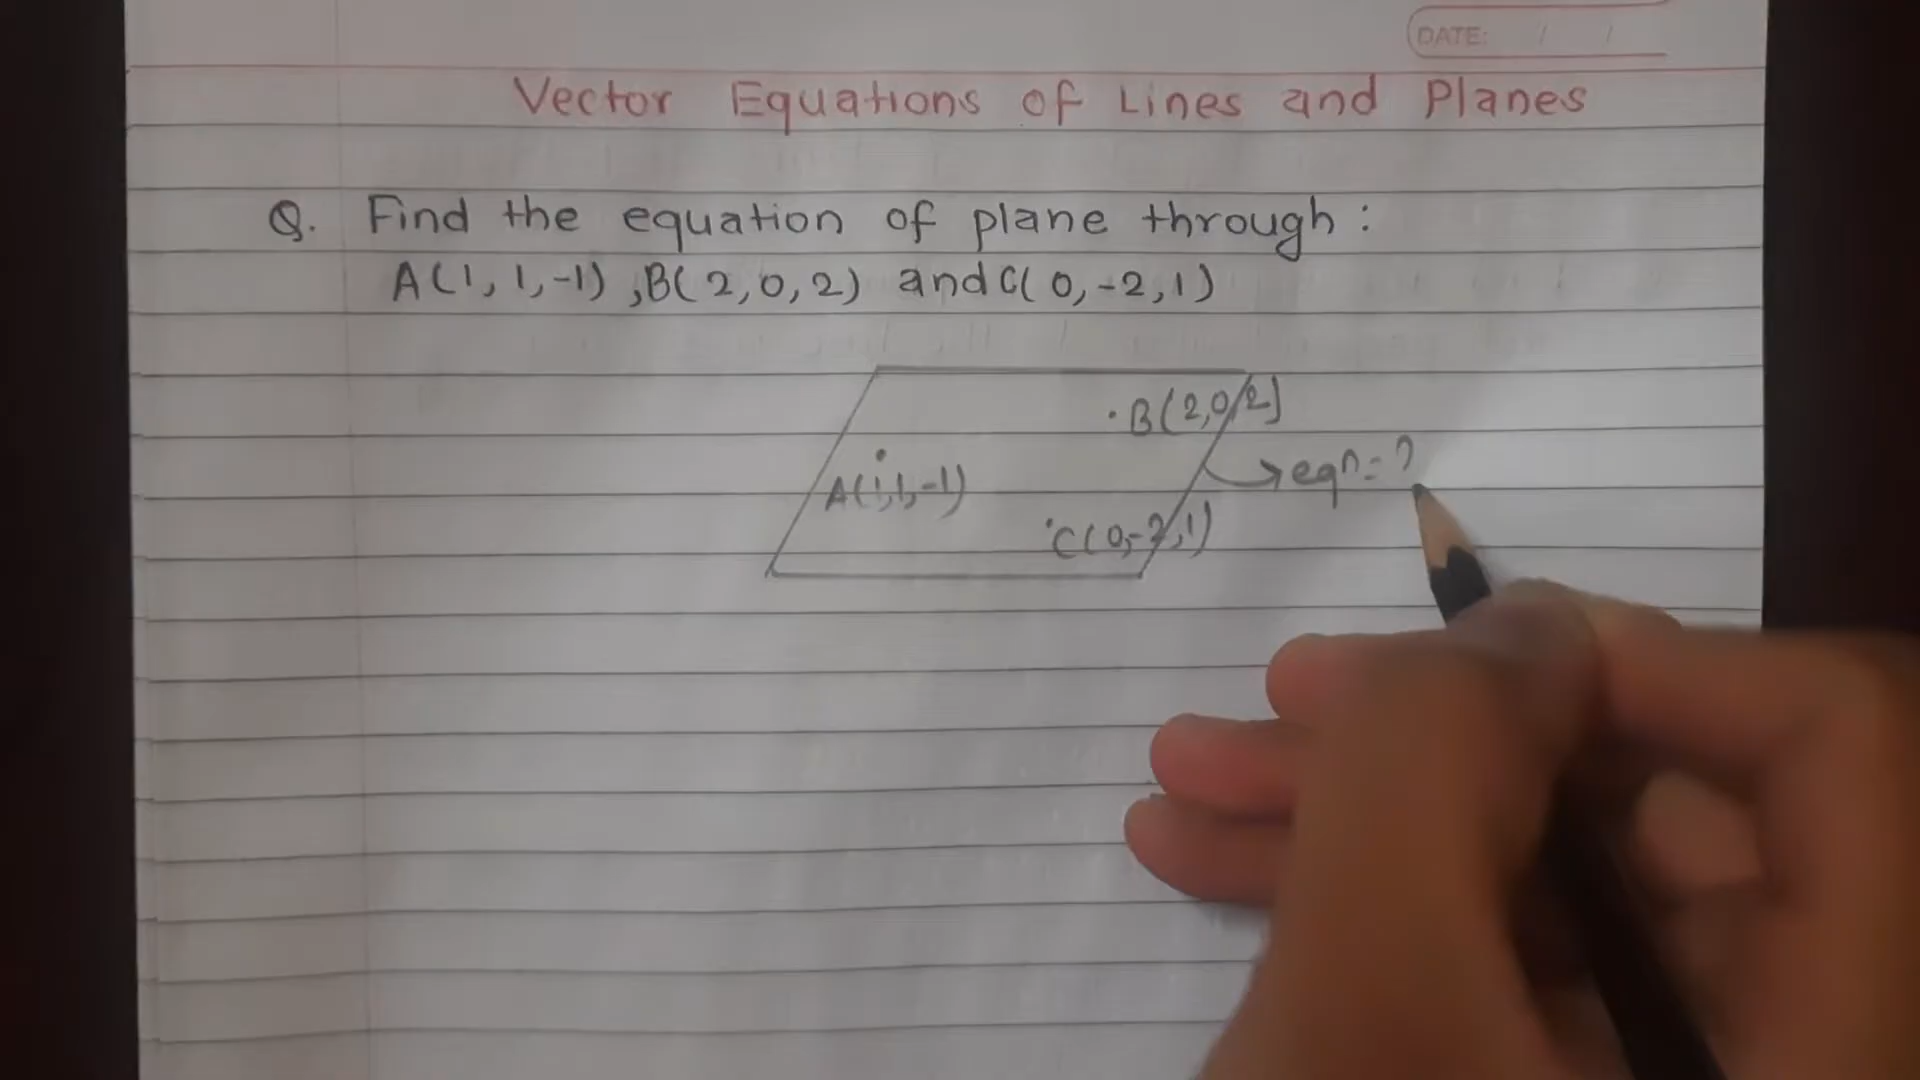 DATE: / /
Vector Equations of Lines and Planes
Q. Find the equation of plane through :
A(1, 1, -1) , B(2, 0, 2) and C( 0, -2, 1)
B(2,0,2)
eqn = ?
A(1,1,-1)
C(0,-2,1)